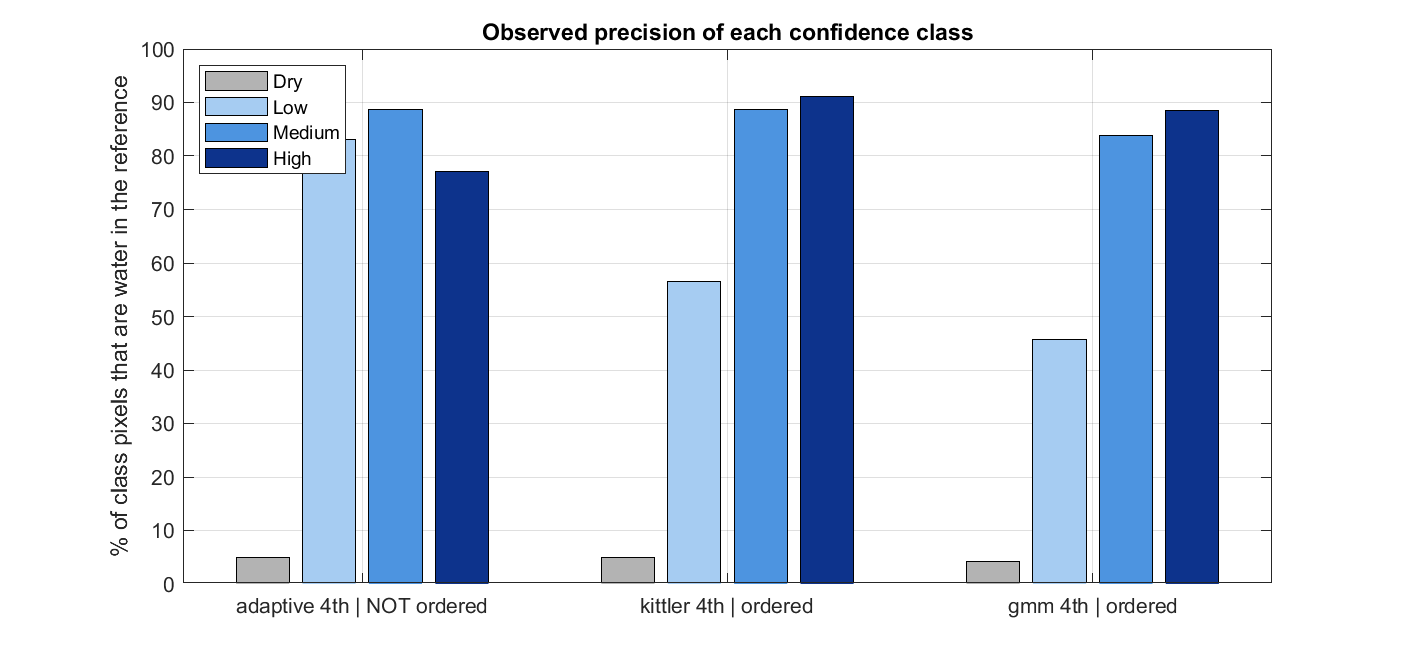 Observed precision of each confidence class
% of class pixels that are water in the reference
100
90
80
70
60
50
40
30
20
10
0
Dry
Low
Medium
High
adaptive 4th | NOT ordered
kittler 4th | ordered
gmm 4th | ordered